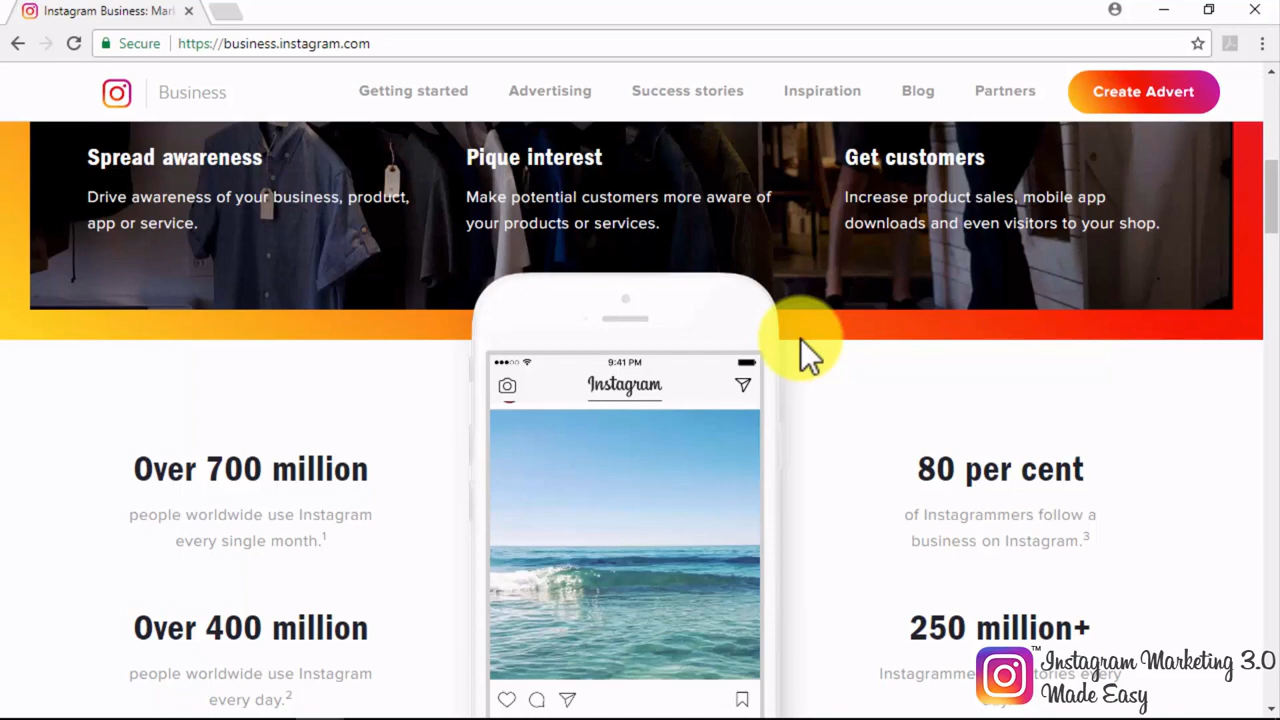 Instagram Business: Mar
Secure
https://business.instagram.com
Business
Getting started
Advertising
Success stories
Inspiration
Blog
Partners
Create Advert
Spread awareness
Drive awareness of your business, product,
app or service.
Pique interest
Make potential customers more aware of
your products or services.
Get customers
Increase product sales, mobile app
downloads and even visitors to your shop.
9:41 PM
Instagram
Over 700 million
people worldwide use Instagram
every single month.1
Over 400 million
people worldwide use Instagram
every day.2
80 per cent
of Instagrammers follow a
business on Instagram.3
250 million+
™ Instagram Marketing 3.0
Made Easy